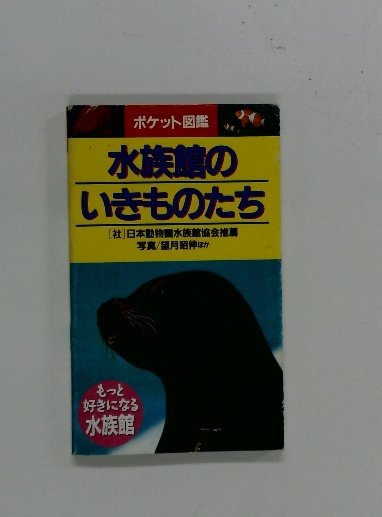 ポケット図鑑
水族館の
いきものたち
[社]日本動物園水族館協会推薦
写真/望月昭伸ほか
もっと
好きになる
水族館